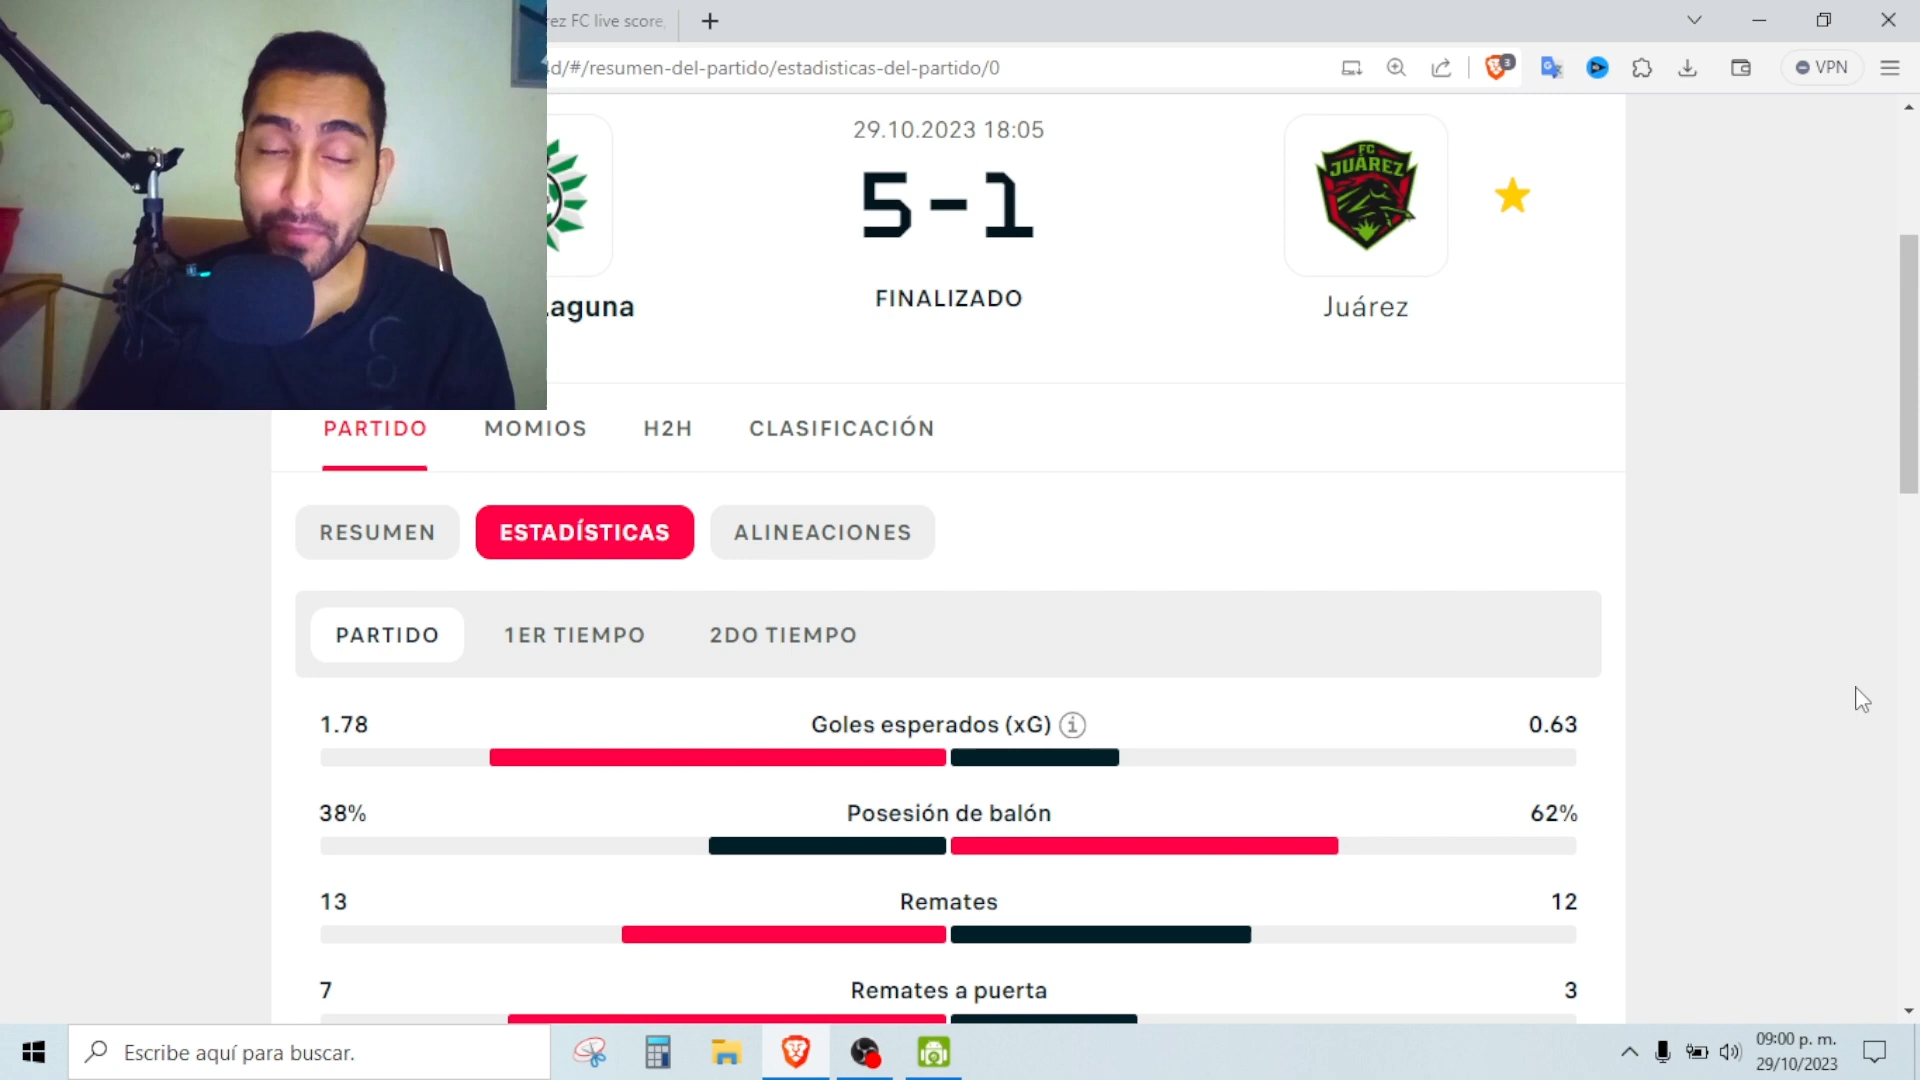 ez FC live score,
d/#/resumen-del-partido/estadisticas-del-partido/0
3
VPN
29.10.2023 18:05
5-1
FINALIZADO
aguna
FC
JUÁREZ
Juárez
PARTIDO
MOMIOS
H2H
CLASIFICACIÓN
RESUMEN
ESTADÍSTICAS
ALINEACIONES
PARTIDO
1ER TIEMPO
2DO TIEMPO
1.78
Goles esperados (xG)
0.63
38%
Posesión de balón
62%
13
Remates
12
7
Remates a puerta
3
Escribe aquí para buscar.
09:00 p. m.
29/10/2023